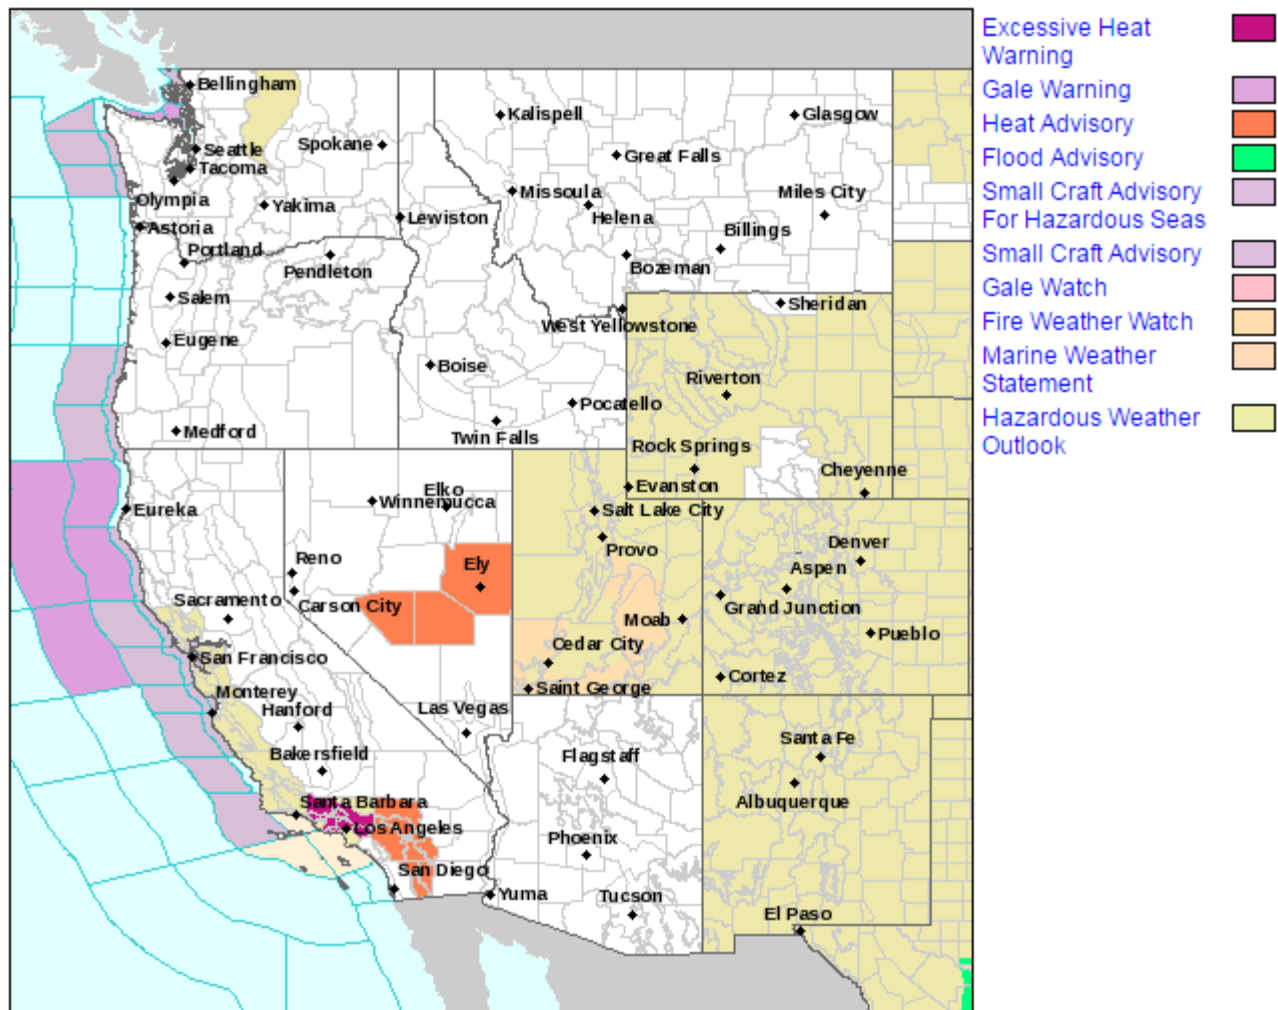 Bellingham
Seattle
Tacoma
Spokane
Olympia
Yakima
Astoria
Portland
Lewiston
Pendleton
Salem
Eugene
Medford
Kalispell
Glasgow
Great Falls
Missoula
Helena
Miles City
Billings
Bozeman
Sheridan
West Yellowstone
Boise
Pocatello
Twin Falls
Riverton
Rock Springs
Evanston
Cheyenne
Eureka
Elko
Winnemucca
Reno
Carson City
Ely
Sacramento
San Francisco
Monterey
Hanford
Bakersfield
Las Vegas
Salt Lake City
Provo
Moab
Cedar City
Saint George
Denver
Aspen
Grand Junction
Pueblo
Cortez
Santa Barbara
Los Angeles
San Diego
Flagstaff
Phoenix
Yuma
Tucson
Santa Fe
Albuquerque
El Paso
Excessive Heat
Warning
Gale Warning
Heat Advisory
Flood Advisory
Small Craft Advisory
For Hazardous Seas
Small Craft Advisory
Gale Watch
Fire Weather Watch
Marine Weather
Statement
Hazardous Weather
Outlook